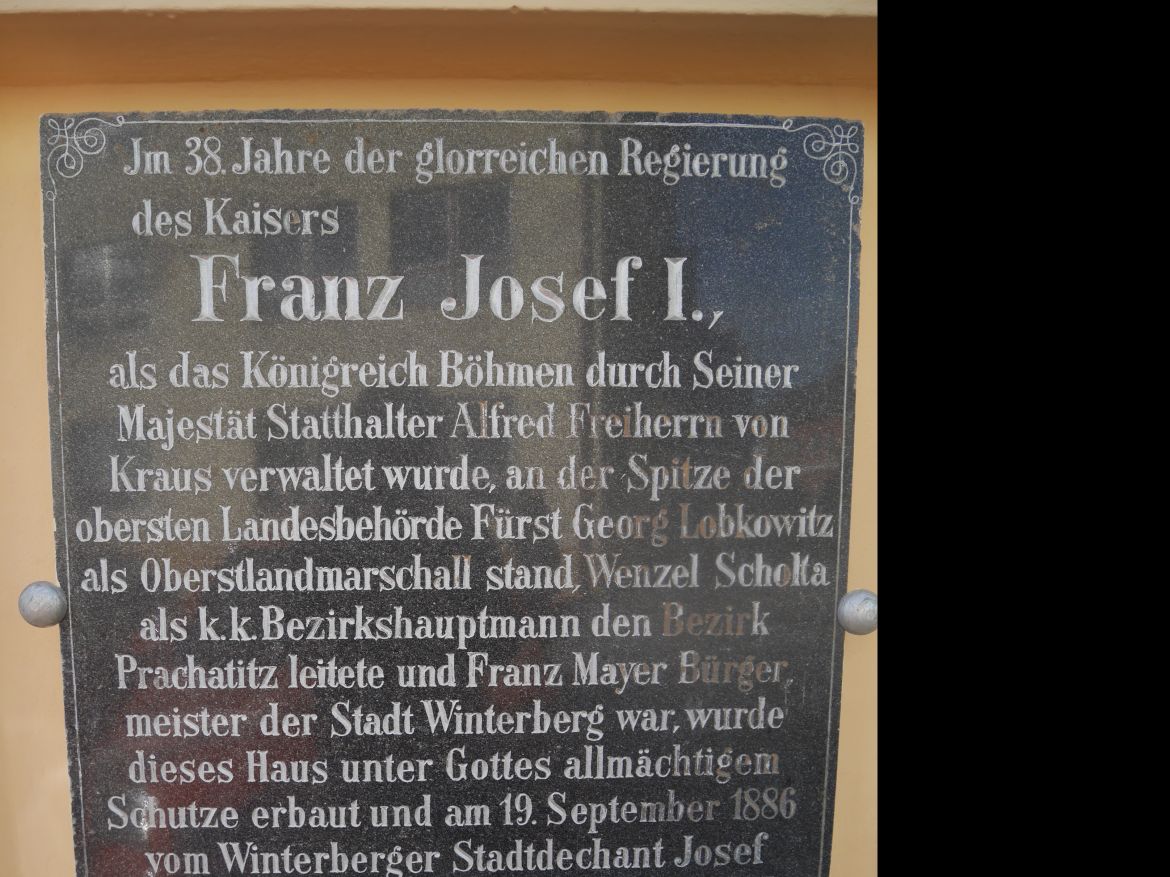 Jm 38. Jahre der glorreichen Regierung
des Kaisers
Franz Josef I.,
als das Königreich Böhmen durch Seiner
Majestät Statthalter Alfred Freiherrn von
Kraus verwaltet wurde, an der Spitze der
obersten Landesbehörde Fürst Georg Lobkowitz
als Oberstlandmarschall stand, Wenzel Scholta
als k.k. Bezirkshauptmann den Bezirk
Prachatitz leitete und Franz Mayer Bürger,
meister der Stadt Winterberg war, wurde
dieses Haus unter Gottes allmächtigem
Schutze erbaut und am 19. September 1886
vom Winterberger Stadtdechant Josef